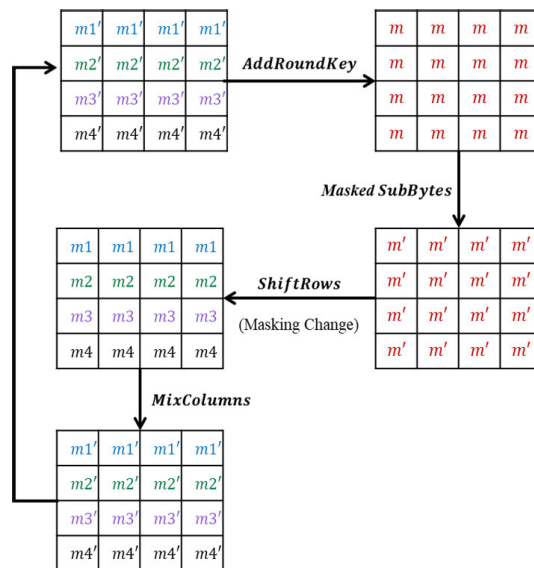 m1′ m1′ m1′ m1′
m2′ m2′ m2′ m2′
m3′ m3′ m3′ m3′
m4′ m4′ m4′ m4′
AddRoundKey
m m m m
m m m m
m m m m
m m m m
Masked SubBytes
m′ m′ m′ m′
m′ m′ m′ m′
m′ m′ m′ m′
m′ m′ m′ m′
ShiftRows
(Masking Change)
m1 m1 m1 m1
m2 m2 m2 m2
m3 m3 m3 m3
m4 m4 m4 m4
MixColumns
m1′ m1′ m1′ m1′
m2′ m2′ m2′ m2′
m3′ m3′ m3′ m3′
m4′ m4′ m4′ m4′